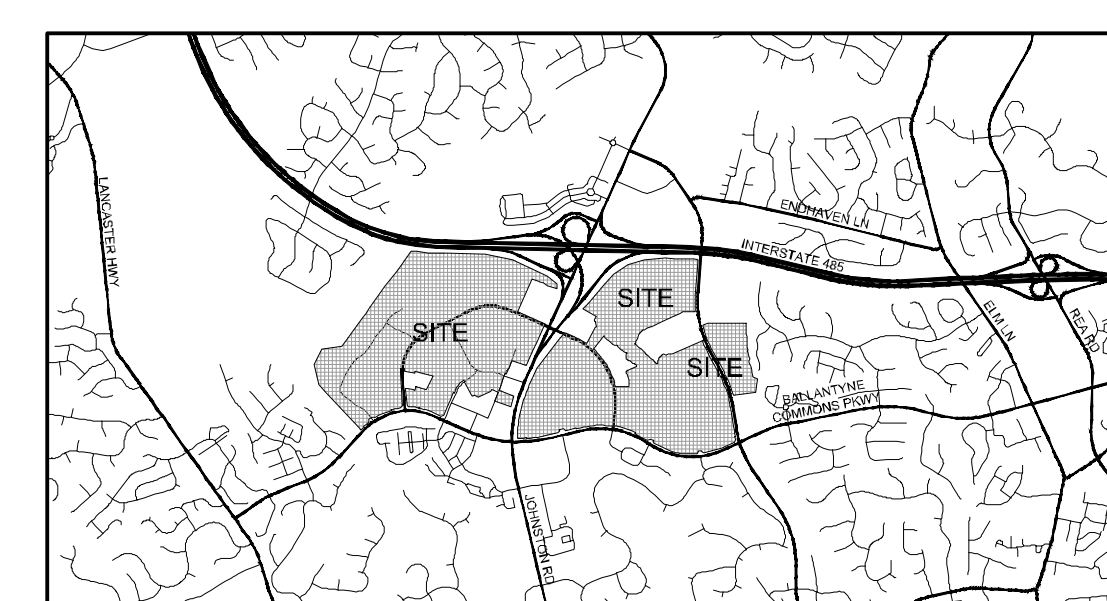 LANCASTER HWY
ENDHAVEN LN
INTERSTATE 485
SITE
SITE
SITE
ELM LN
REA RD
BALLANTYNE
COMMONS PKWY
JOHNSTON RD